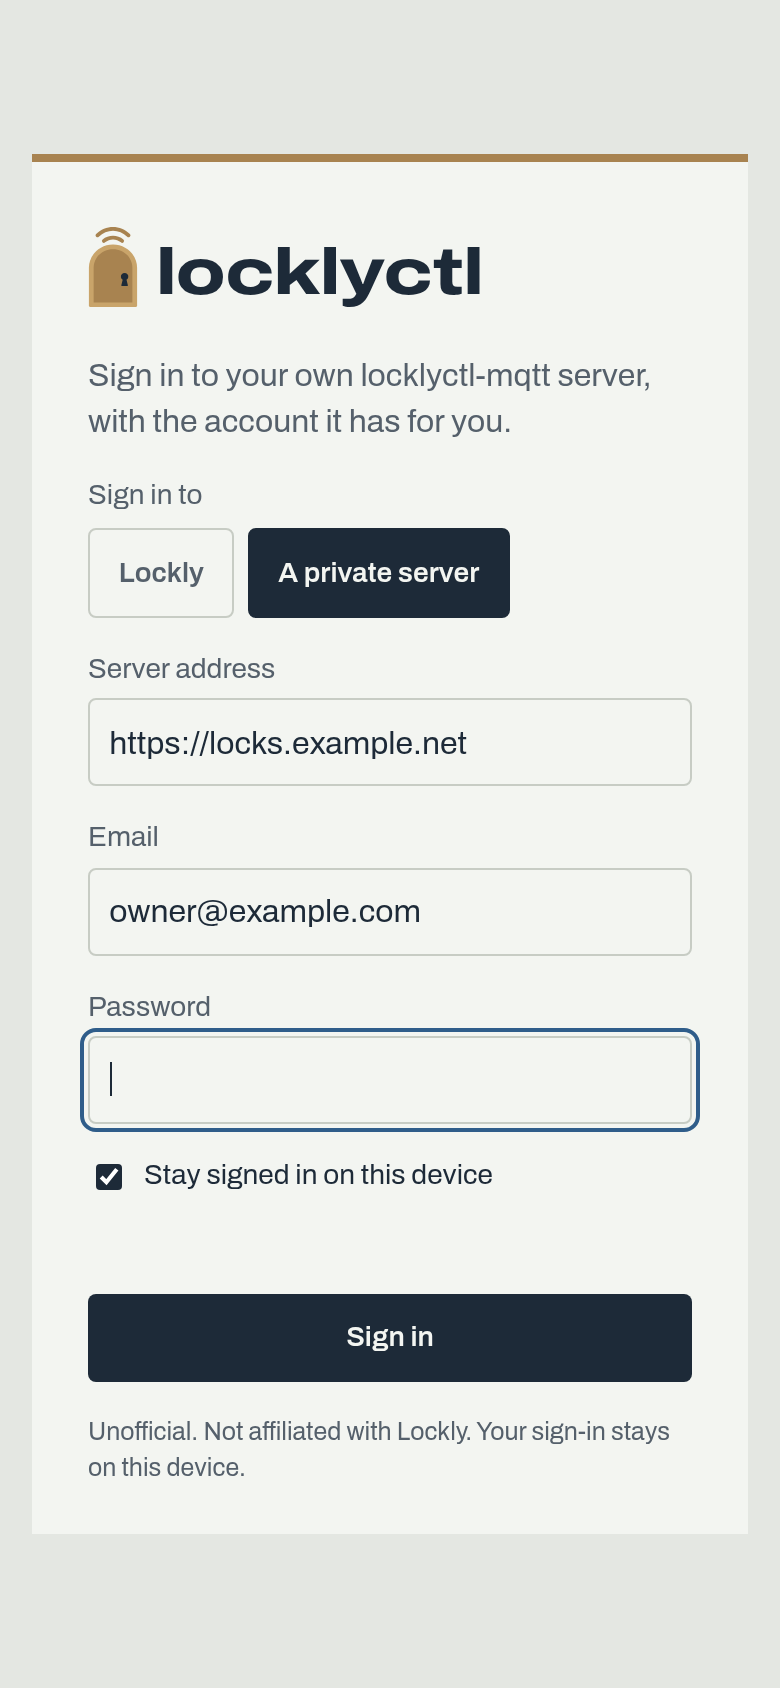 locklyctl
Sign in to your own locklyctl-mqtt server,
with the account it has for you.
Sign in to
Lockly
A private server
Server address
https://locks.example.net
Email
owner@example.com
Password
Stay signed in on this device
Sign in
Unofficial. Not affiliated with Lockly. Your sign-in stays
on this device.